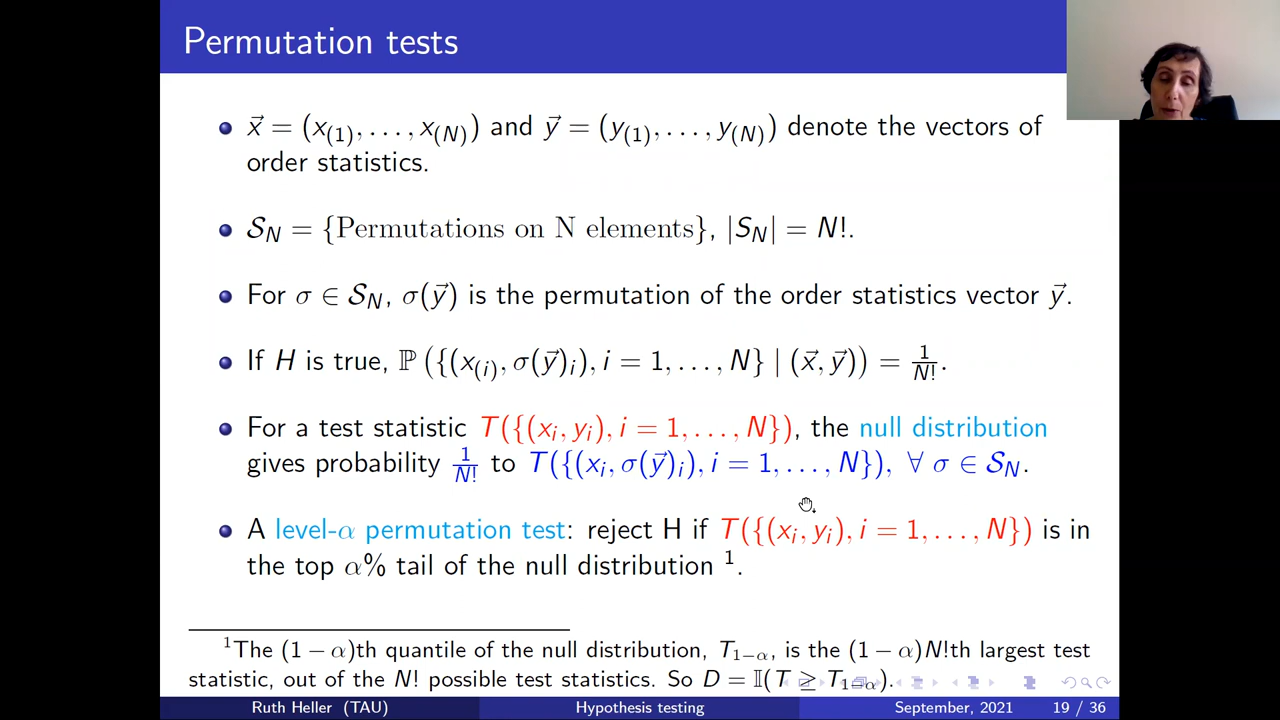 Permutation tests
x⃗ = (x₍₁₎, . . . , x₍N₎) and y⃗ = (y₍₁₎, . . . , y₍N₎) denote the vectors of
order statistics.
𝒮_N = {Permutations on N elements}, |S_N| = N!.
For σ ∈ 𝒮_N, σ(y⃗) is the permutation of the order statistics vector y⃗.
If H is true, ℙ ({(x₍ᵢ₎, σ(y⃗)ᵢ), i = 1, . . . , N} | (x⃗, y⃗)) = 1/N!.
For a test statistic T({(xᵢ, yᵢ), i = 1, . . . , N}), the null distribution
gives probability 1/N! to T({(xᵢ, σ(y⃗)ᵢ), i = 1, . . . , N}), ∀ σ ∈ 𝒮_N.
A level-α permutation test: reject H if T({(xᵢ, yᵢ), i = 1, . . . , N}) is in
the top α% tail of the null distribution ¹.
¹The (1 − α)th quantile of the null distribution, T₁₋α, is the (1 − α)N!th largest test
statistic, out of the N! possible test statistics. So D = 𝕀(T ≥ T₁₋α).
Ruth Heller (TAU) Hypothesis testing September, 2021 19 / 36